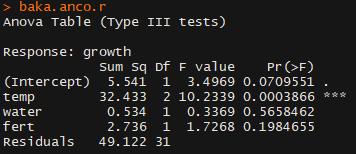 > baka.anco.r
Anova Table (Type III tests)
Response: growth
Sum Sq Df F value Pr(>F)
(Intercept) 5.541 1 3.4969 0.0709551 .
temp 32.433 2 10.2339 0.0003866 ***
water 0.534 1 0.3369 0.5658462
fert 2.736 1 1.7268 0.1984655
Residuals 49.122 31